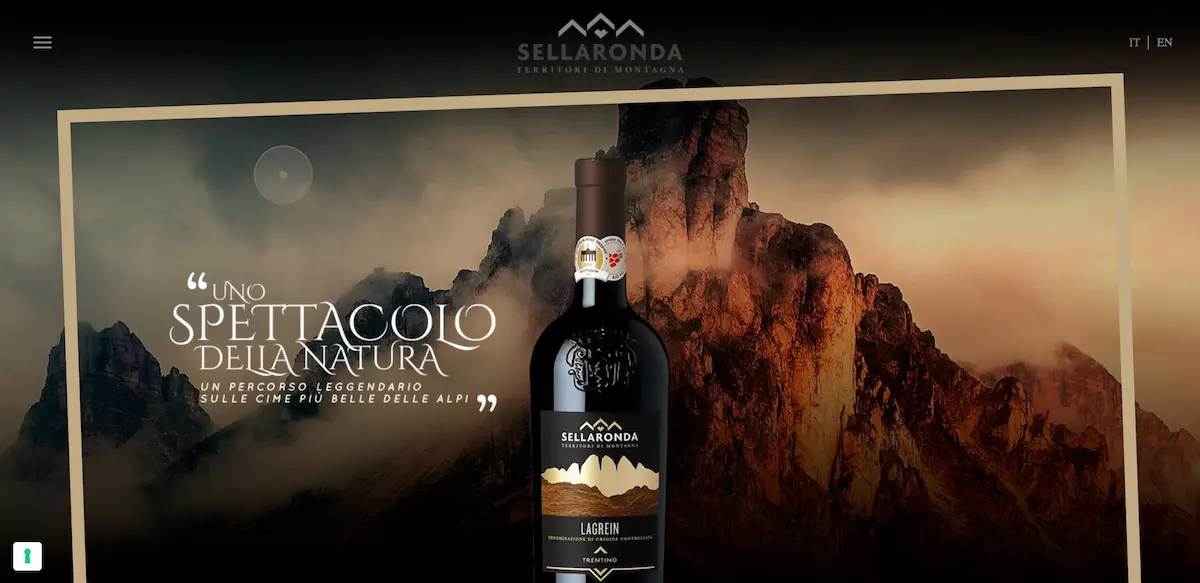 SELLARONDA
TERRITORI DI MONTAGNA
IT | EN
“UNO
SPETTACOLO
DELLA NATURA
UN PERCORSO LEGGENDARIO
SULLE CIME PIÙ BELLE DELLE ALPI”
SELLARONDA
TERRITORI DI MONTAGNA
LAGREIN
DENOMINAZIONE DI ORIGINE CONTROLLATA
TRENTINO